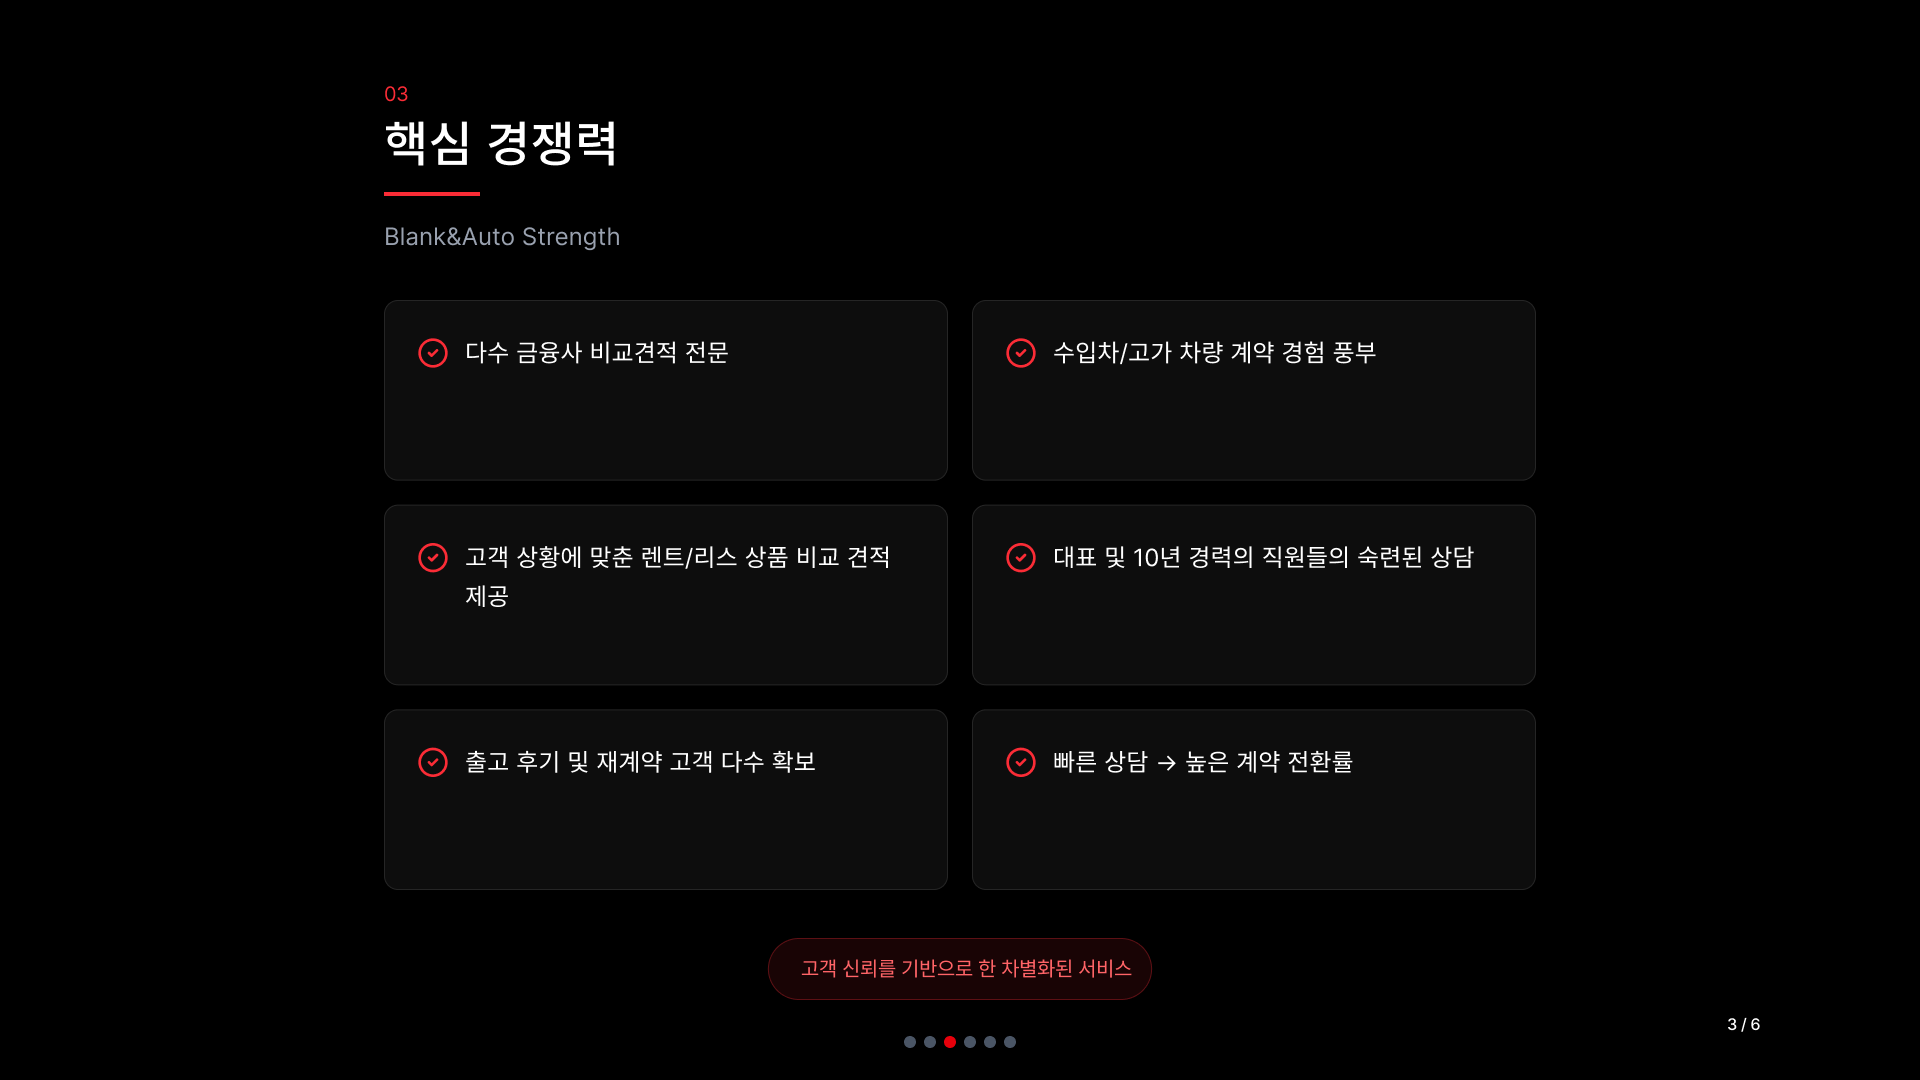 03
핵심 경쟁력
Blank&Auto Strength
다수 금융사 비교견적 전문
수입차/고가 차량 계약 경험 풍부
고객 상황에 맞춘 렌트/리스 상품 비교 견적
제공
대표 및 10년 경력의 직원들의 숙련된 상담
출고 후기 및 재계약 고객 다수 확보
빠른 상담 → 높은 계약 전환률
고객 신뢰를 기반으로 한 차별화된 서비스
3 / 6